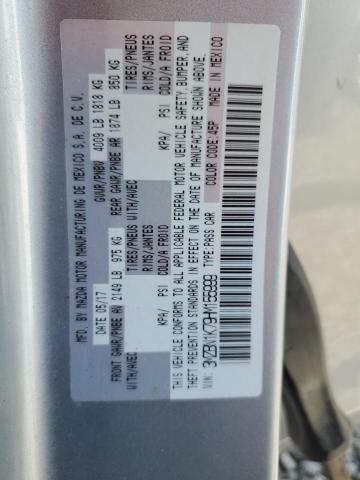 MFG. BY MAZDA MOTOR MANUFACTURING DE MEXICO S.A. DE C.V.
DATE 05/17 GVWR/PNBV 4009 LB 1818 KG
FRONT GAWR/PNBE AV 2149 LB 975 KG REAR GAWR/PNBE AR 1874 LB 850 KG
WITH/AVEC TIRES/PNEUS WITH/AVEC TIRES/PNEUS
RIMS/JANTES RIMS/JANTES
KPA/ PSI COLD/A FROID KPA/ PSI COLD/A FROID
THIS VEHICLE CONFORMS TO ALL APPLICABLE FEDERAL MOTOR VEHICLE SAFETY, BUMPER, AND
THEFT PREVENTION STANDARDS IN EFFECT ON THE DATE OF MANUFACTURE SHOWN ABOVE.
COLOR CODE: 45P MADE IN MEXICO
VIN: TYPE: PASS CAR